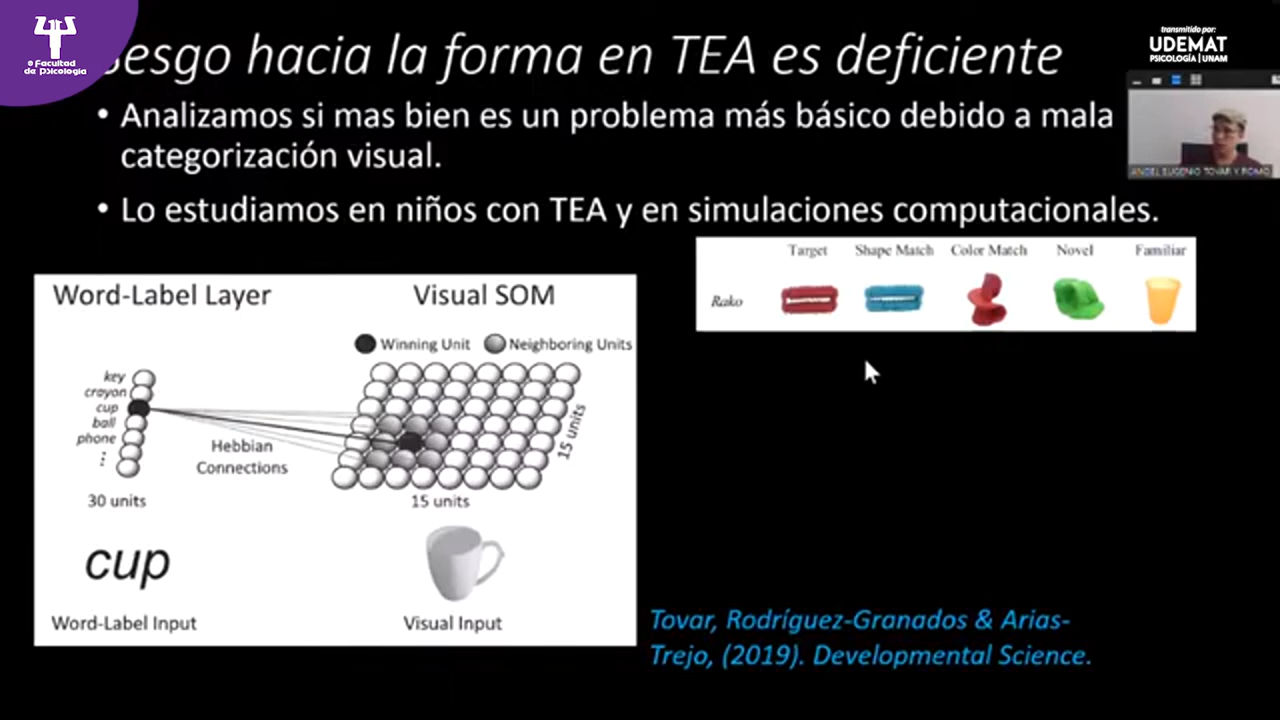 Facultad
de Psicología
sesgo hacia la forma en TEA es deficiente
transmitido por:
UDEMAT
PSICOLOGÍA | UNAM
• Analizamos si mas bien es un problema más básico debido a mala
categorización visual.
ANGEL EUGENIO TOVAR Y ROMO
• Lo estudiamos en niños con TEA y en simulaciones computacionales.
Target Shape Match Color Match Novel Familiar
Rako
Word-Label Layer Visual SOM
Winning Unit Neighboring Units
key
crayon
cup
ball
phone
⋮
Hebbian
Connections
15 units
30 units 15 units
cup
Word-Label Input Visual Input
Tovar, Rodríguez-Granados & Arias-
Trejo, (2019). Developmental Science.